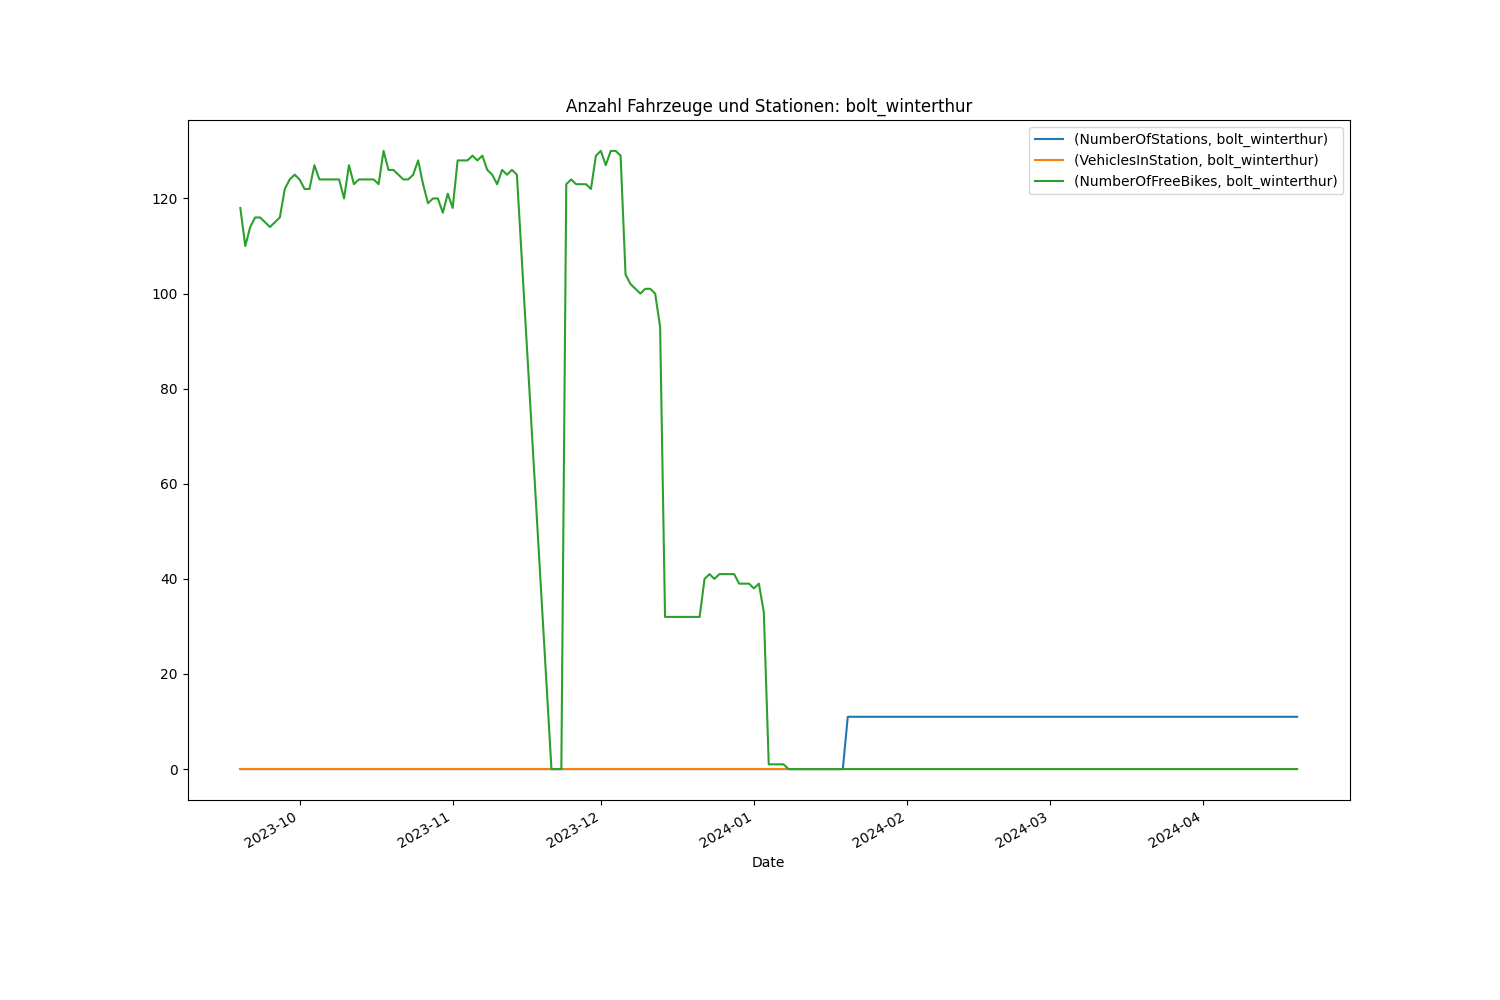 Anzahl Fahrzeuge und Stationen: bolt_winterthur
(NumberOfStations, bolt_winterthur)
(VehiclesInStation, bolt_winterthur)
(NumberOfFreeBikes, bolt_winterthur)
120
100
80
60
40
20
0
2023-10
2023-11
2023-12
2024-01
2024-02
2024-03
2024-04
Date